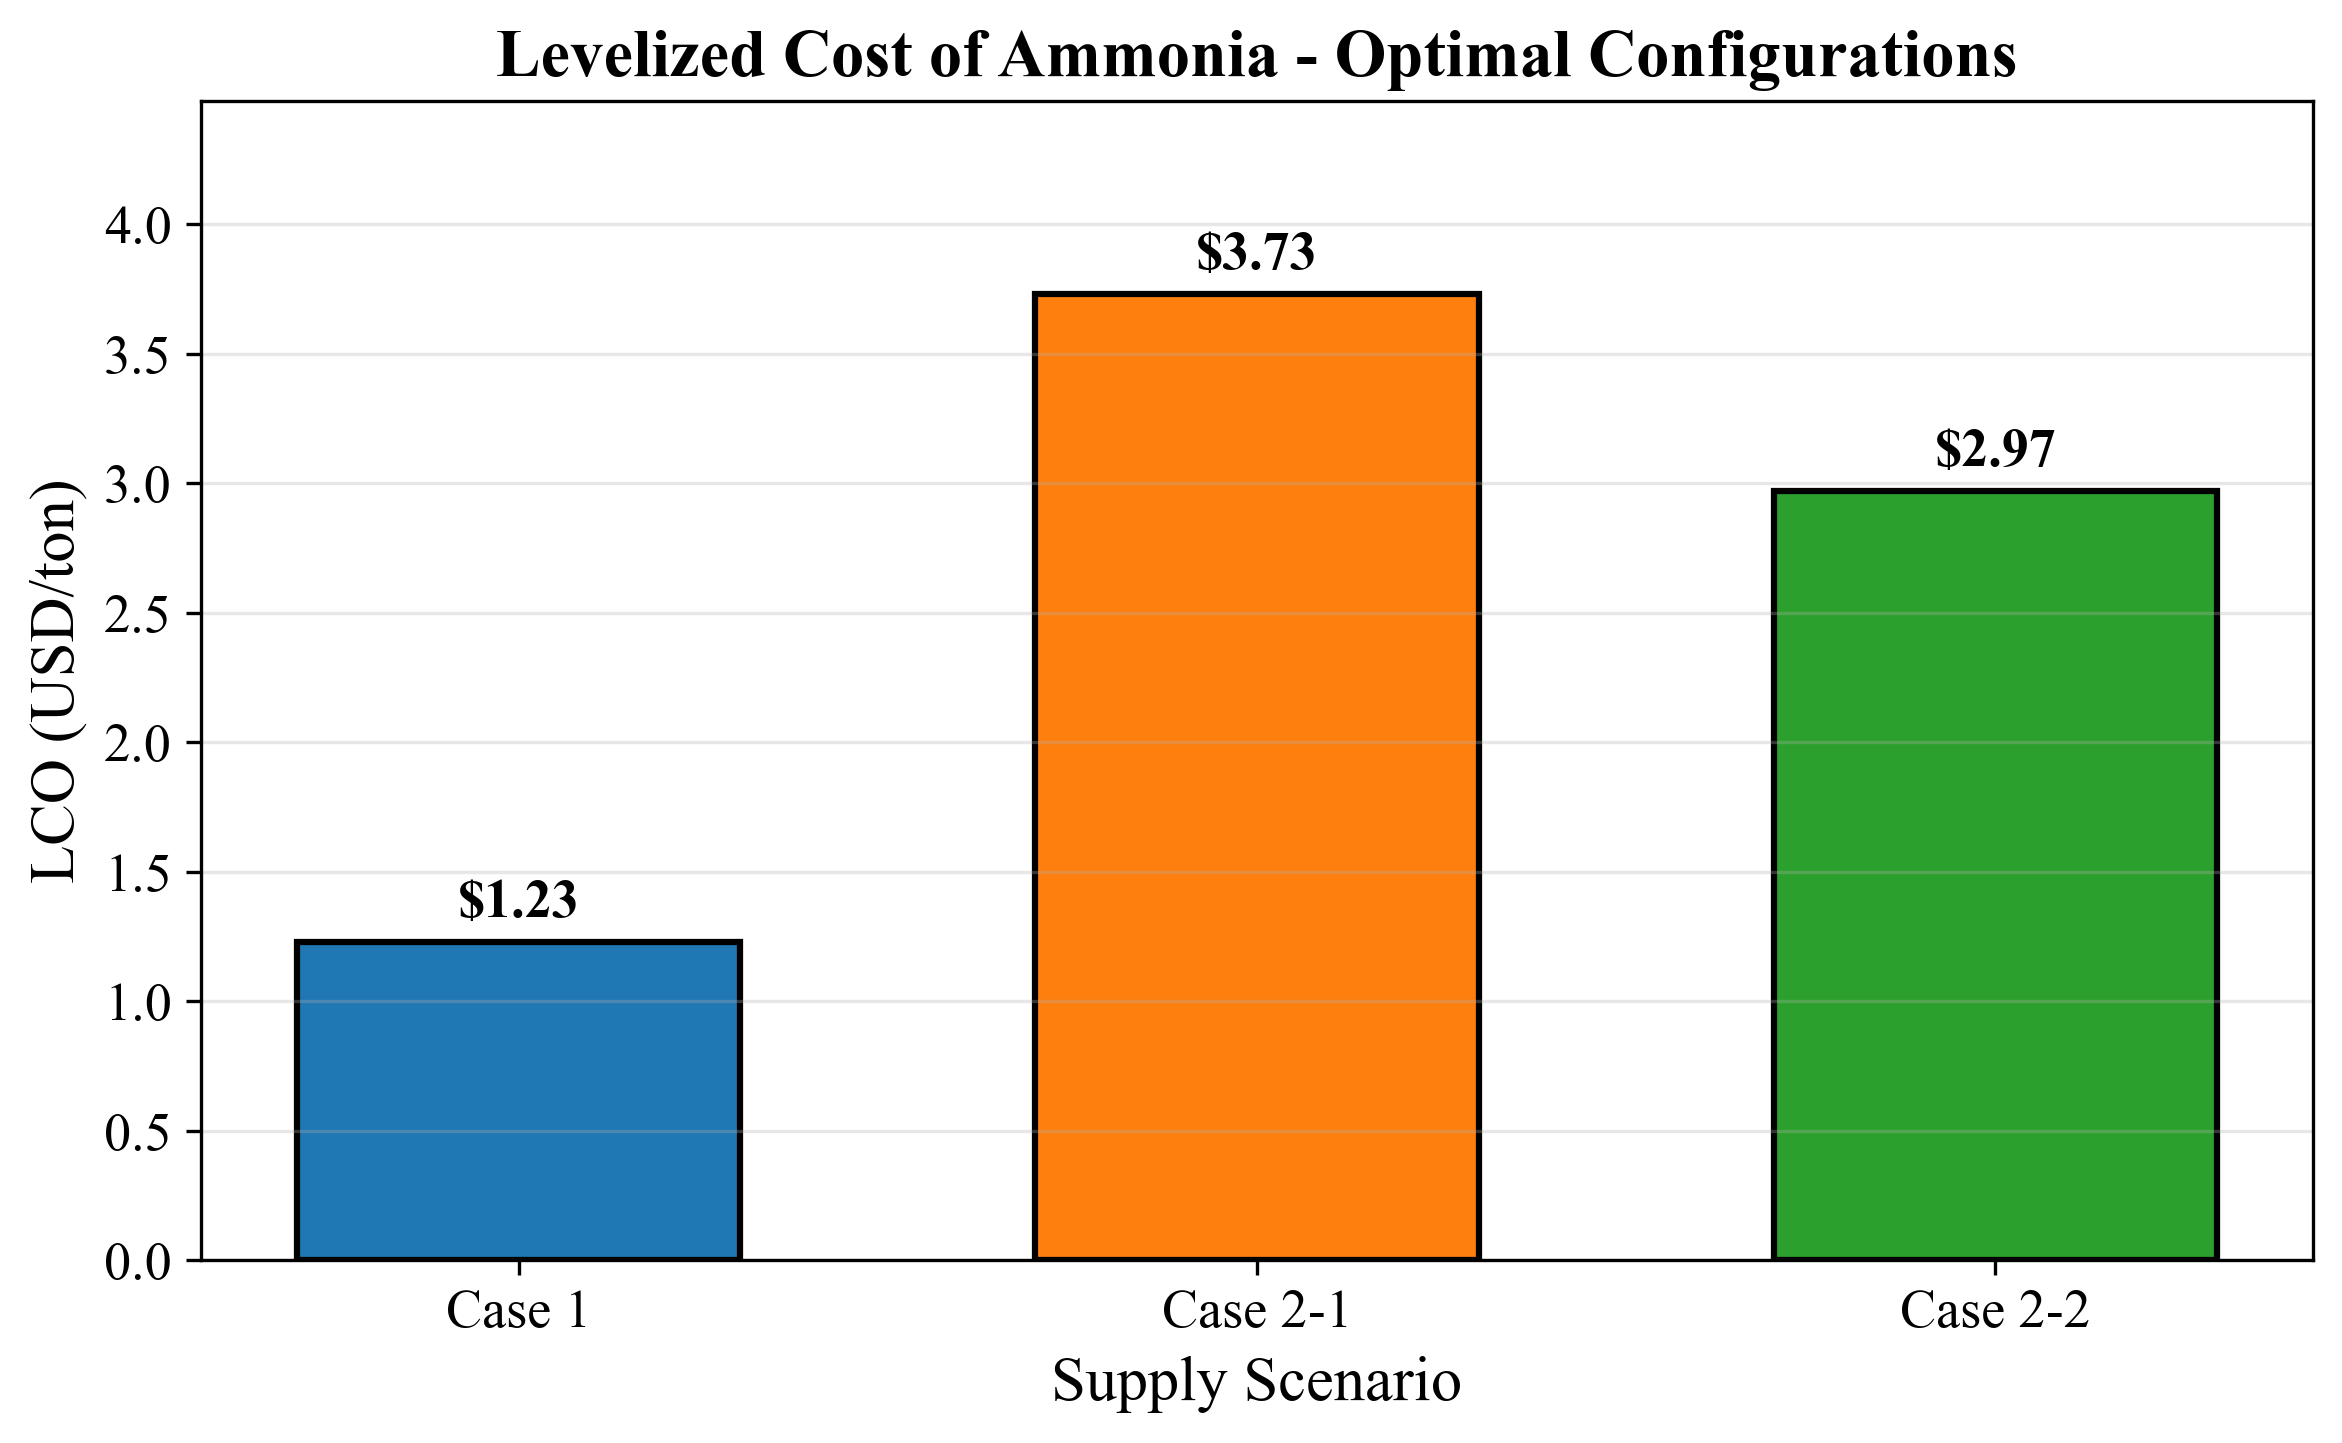 Levelized Cost of Ammonia - Optimal Configurations
LCO (USD/ton)
4.0
3.5
3.0
2.5
2.0
1.5
1.0
0.5
0.0
$1.23
$3.73
$2.97
Case 1
Case 2-1
Case 2-2
Supply Scenario